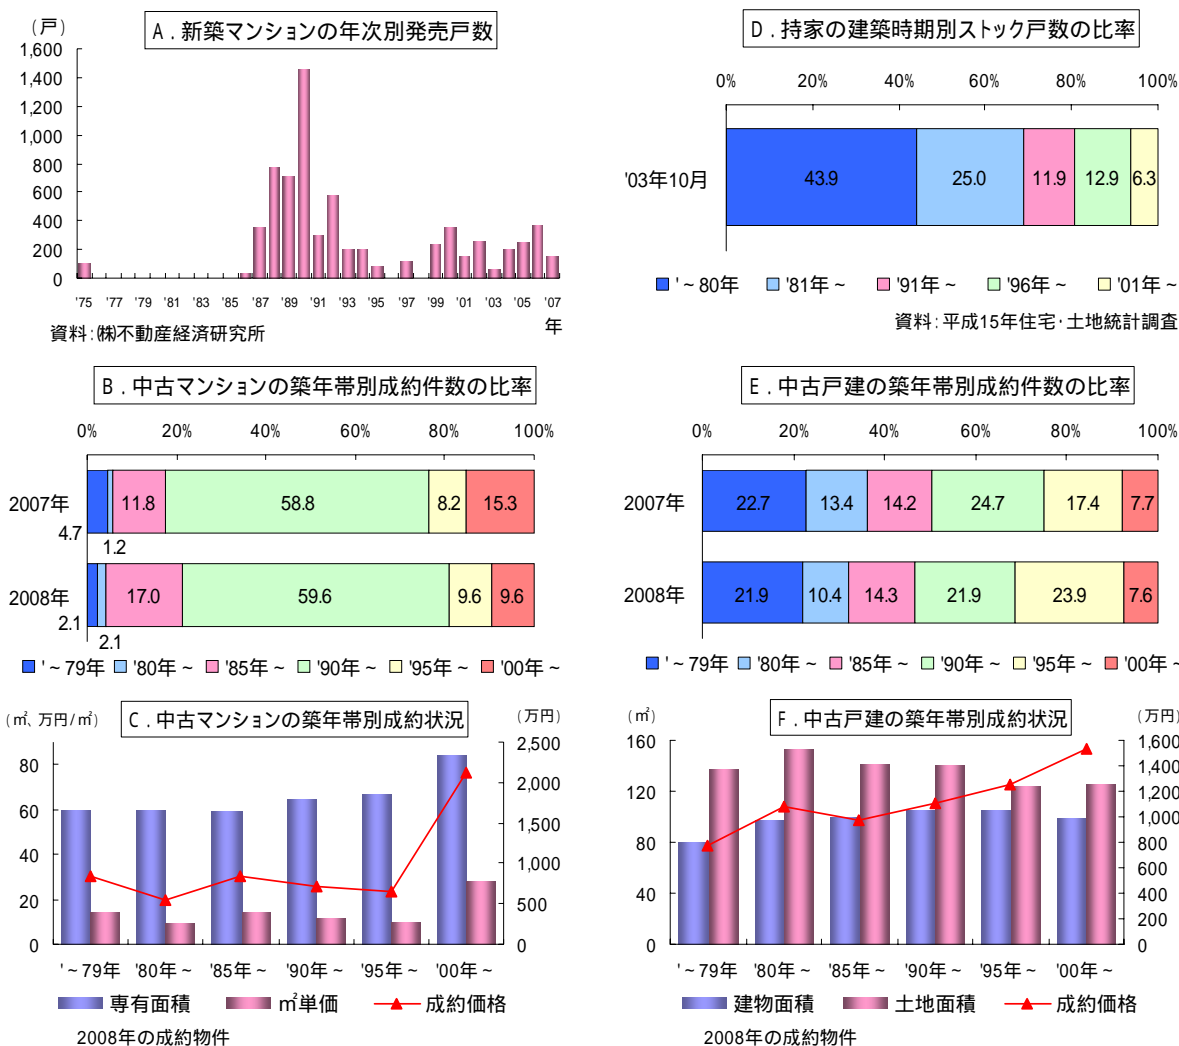 A．新築マンションの年次別発売戸数
(戸)
1,600
1,400
1,200
1,000
800
600
400
200
0
'75 '77 '79 '81 '83 '85 '87 '89 '91 '93 '95 '97 '99 '01 '03 '05 '07
年
資料：㈱不動産経済研究所
D．持家の建築時期別ストック戸数の比率
0% 20% 40% 60% 80% 100%
'03年10月 43.9 25.0 11.9 12.9 6.3
'～80年 '81年～ '91年～ '96年～ '01年～
資料：平成15年住宅・土地統計調査
B．中古マンションの築年帯別成約件数の比率
0% 20% 40% 60% 80% 100%
2007年 11.8 58.8 8.2 15.3
4.7 1.2
2008年 17.0 59.6 9.6 9.6
2.1 2.1
'～79年 '80年～ '85年～ '90年～ '95年～ '00年～
E．中古戸建の築年帯別成約件数の比率
0% 20% 40% 60% 80% 100%
2007年 22.7 13.4 14.2 24.7 17.4 7.7
2008年 21.9 10.4 14.3 21.9 23.9 7.6
'～79年 '80年～ '85年～ '90年～ '95年～ '00年～
C．中古マンションの築年帯別成約状況
(㎡、万円/㎡)
(万円)
80
60
40
20
0
2,500
2,000
1,500
1,000
500
0
'～79年 '80年～ '85年～ '90年～ '95年～ '00年～
専有面積 ㎡単価 成約価格
2008年の成約物件
F．中古戸建の築年帯別成約状況
(㎡)
(万円)
160
120
80
40
0
1,600
1,400
1,200
1,000
800
600
400
200
0
'～79年 '80年～ '85年～ '90年～ '95年～ '00年～
建物面積 土地面積 成約価格
2008年の成約物件